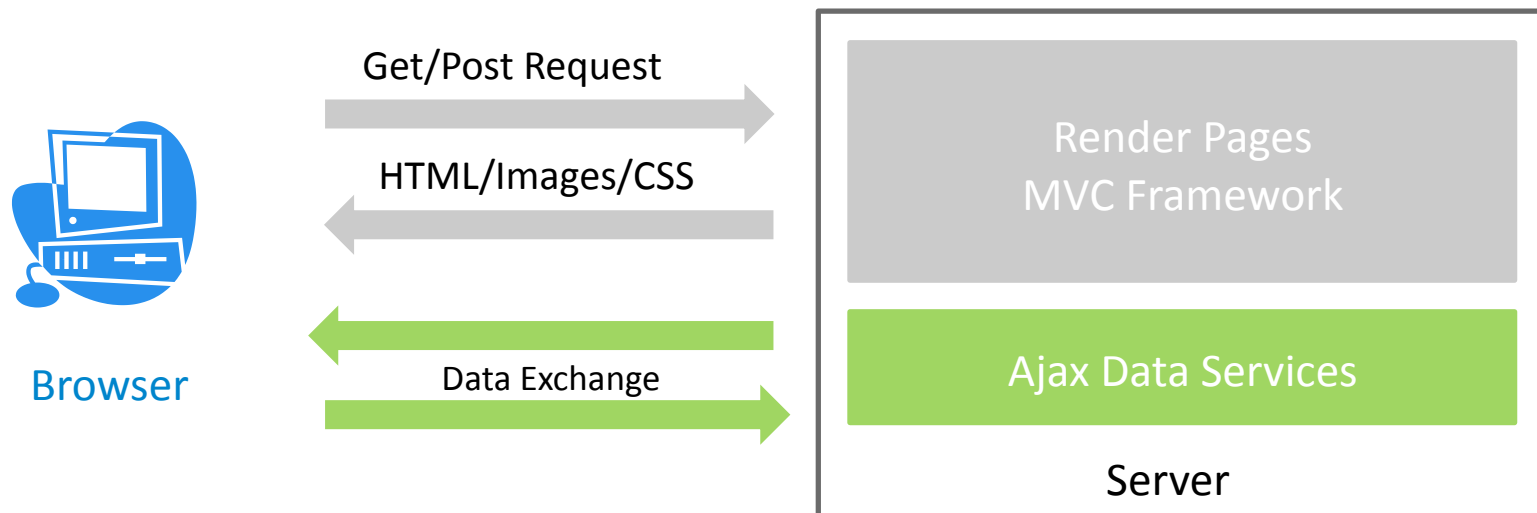 Get/Post Request
HTML/Images/CSS
Data Exchange
Browser
Render Pages
MVC Framework
Ajax Data Services
Server